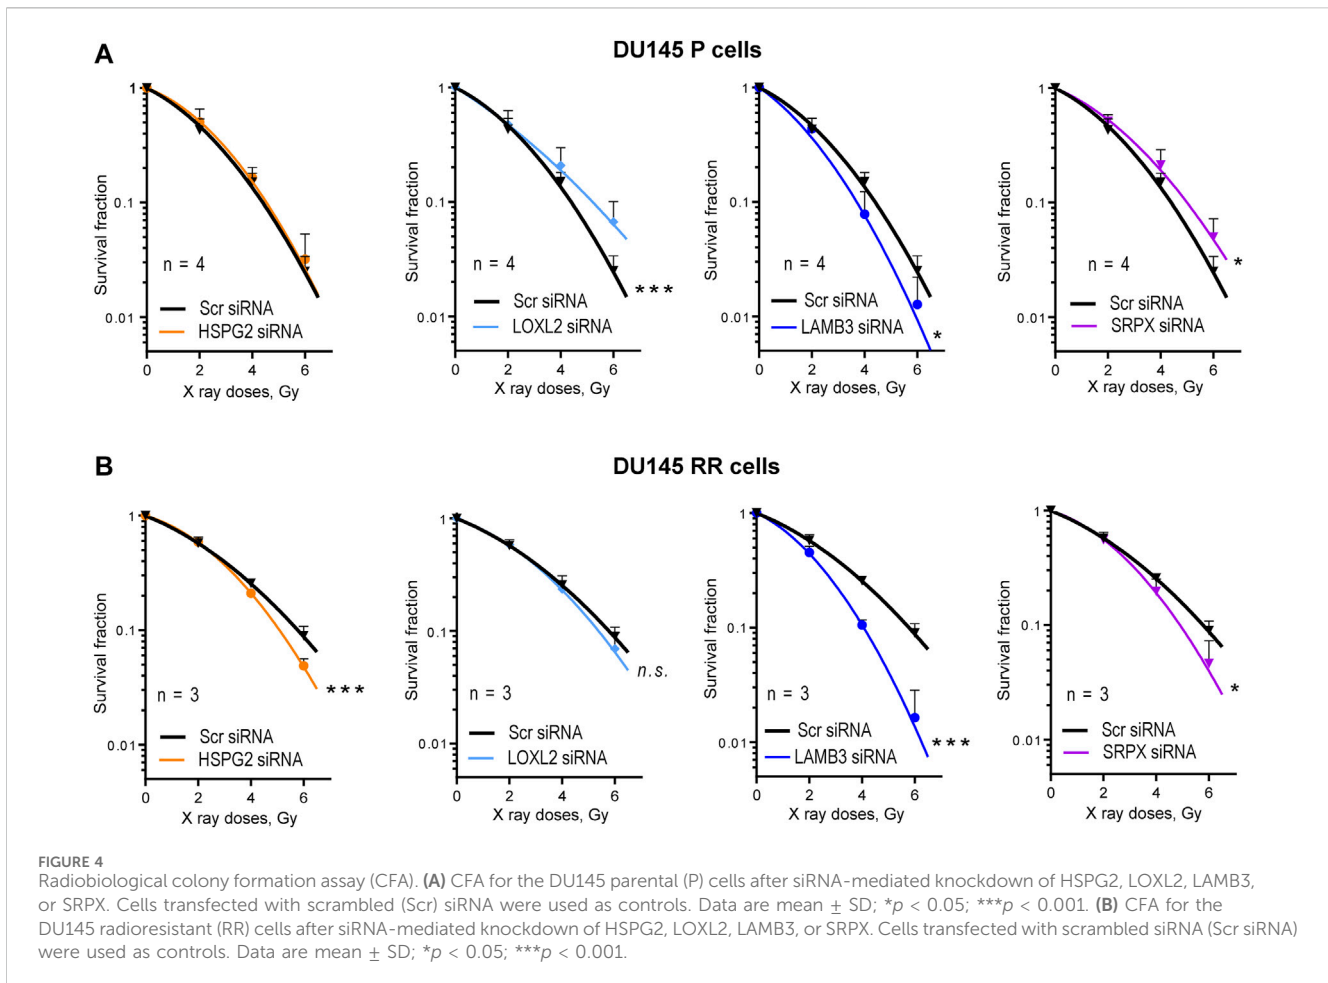 A
DU145 P cells
Survival fraction
1
0.1
0.01
n = 4
Scr siRNA
HSPG2 siRNA
0 2 4 6
X ray doses, Gy
Survival fraction
1
0.1
0.01
n = 4
***
Scr siRNA
LOXL2 siRNA
0 2 4 6
X ray doses, Gy
Survival fraction
1
0.1
0.01
n = 4
Scr siRNA
LAMB3 siRNA
*
0 2 4 6
X ray doses, Gy
Survival fraction
1
0.1
0.01
n = 4
*
Scr siRNA
SRPX siRNA
0 2 4 6
X ray doses, Gy
B
DU145 RR cells
Survival fraction
1
0.1
0.01
n = 3
***
Scr siRNA
HSPG2 siRNA
0 2 4 6
X ray doses, Gy
Survival fraction
1
0.1
0.01
n.s.
n = 3
Scr siRNA
LOXL2 siRNA
0 2 4 6
X ray doses, Gy
Survival fraction
1
0.1
0.01
n = 3
Scr siRNA
***
LAMB3 siRNA
0 2 4 6
X ray doses, Gy
Survival fraction
1
0.1
0.01
n = 3
*
Scr siRNA
SRPX siRNA
0 2 4 6
X ray doses, Gy
FIGURE 4
Radiobiological colony formation assay (CFA). (A) CFA for the DU145 parental (P) cells after siRNA-mediated knockdown of HSPG2, LOXL2, LAMB3,
or SRPX. Cells transfected with scrambled (Scr) siRNA were used as controls. Data are mean ± SD; *p < 0.05; ***p < 0.001. (B) CFA for the
DU145 radioresistant (RR) cells after siRNA-mediated knockdown of HSPG2, LOXL2, LAMB3, or SRPX. Cells transfected with scrambled siRNA (Scr siRNA)
were used as controls. Data are mean ± SD; *p < 0.05; ***p < 0.001.